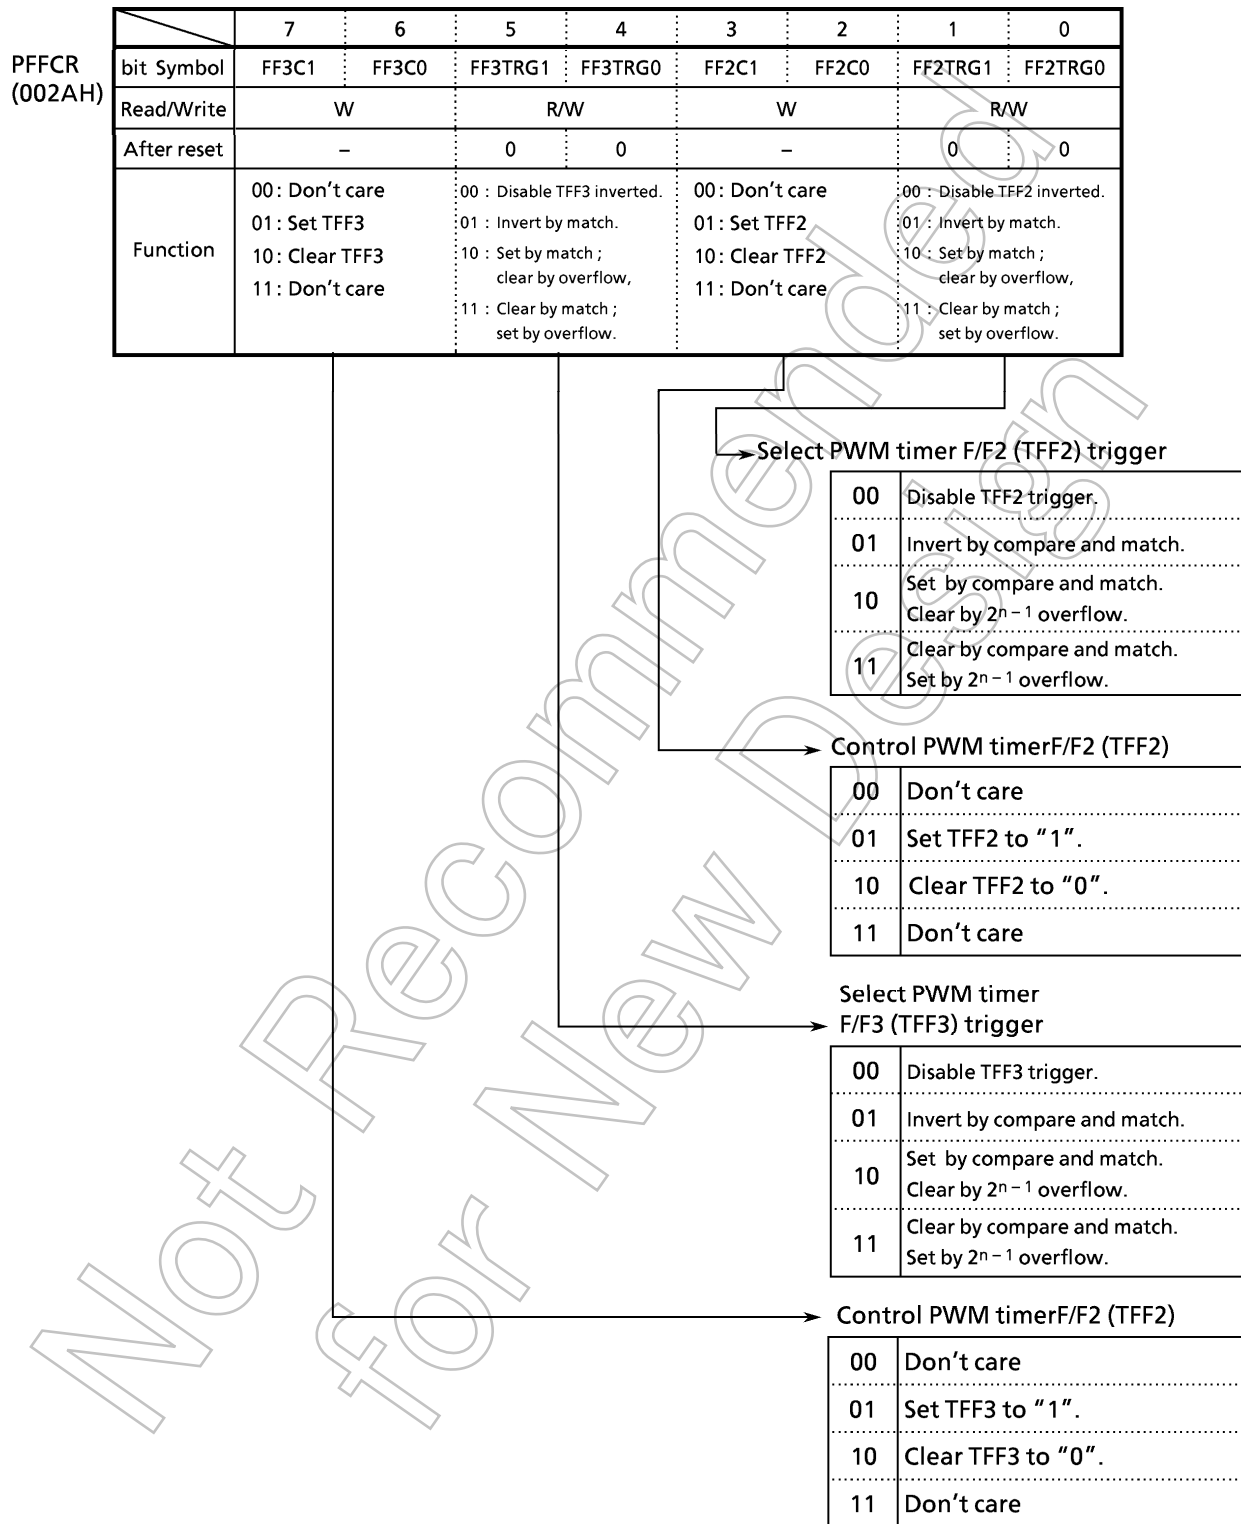 7 6 5 4 3 2 1 0
PFFCR
(002AH)
bit Symbol FF3C1 FF3C0 FF3TRG1 FF3TRG0 FF2C1 FF2C0 FF2TRG1 FF2TRG0
Read/Write W R/W W R/W
After reset – 0 0 – 0 0
Function
00 : Don't care
01 : Set TFF3
10 : Clear TFF3
11 : Don't care
00 : Disable TFF3 inverted.
01 : Invert by match.
10 : Set by match ;
clear by overflow,
11 : Clear by match ;
set by overflow.
00 : Don't care
01 : Set TFF2
10 : Clear TFF2
11 : Don't care
00 : Disable TFF2 inverted.
01 : Invert by match.
10 : Set by match ;
clear by overflow,
11 : Clear by match ;
set by overflow.
Select PWM timer F/F2 (TFF2) trigger
00 Disable TFF2 trigger.
01 Invert by compare and match.
10 Set by compare and match.
Clear by 2ⁿ⁻¹ overflow.
11 Clear by compare and match.
Set by 2ⁿ⁻¹ overflow.
Control PWM timerF/F2 (TFF2)
00 Don't care
01 Set TFF2 to "1".
10 Clear TFF2 to "0".
11 Don't care
Select PWM timer
F/F3 (TFF3) trigger
00 Disable TFF3 trigger.
01 Invert by compare and match.
10 Set by compare and match.
Clear by 2ⁿ⁻¹ overflow.
11 Clear by compare and match.
Set by 2ⁿ⁻¹ overflow.
Control PWM timerF/F2 (TFF2)
00 Don't care
01 Set TFF3 to "1".
10 Clear TFF3 to "0".
11 Don't care
Not Recommended
for New Design